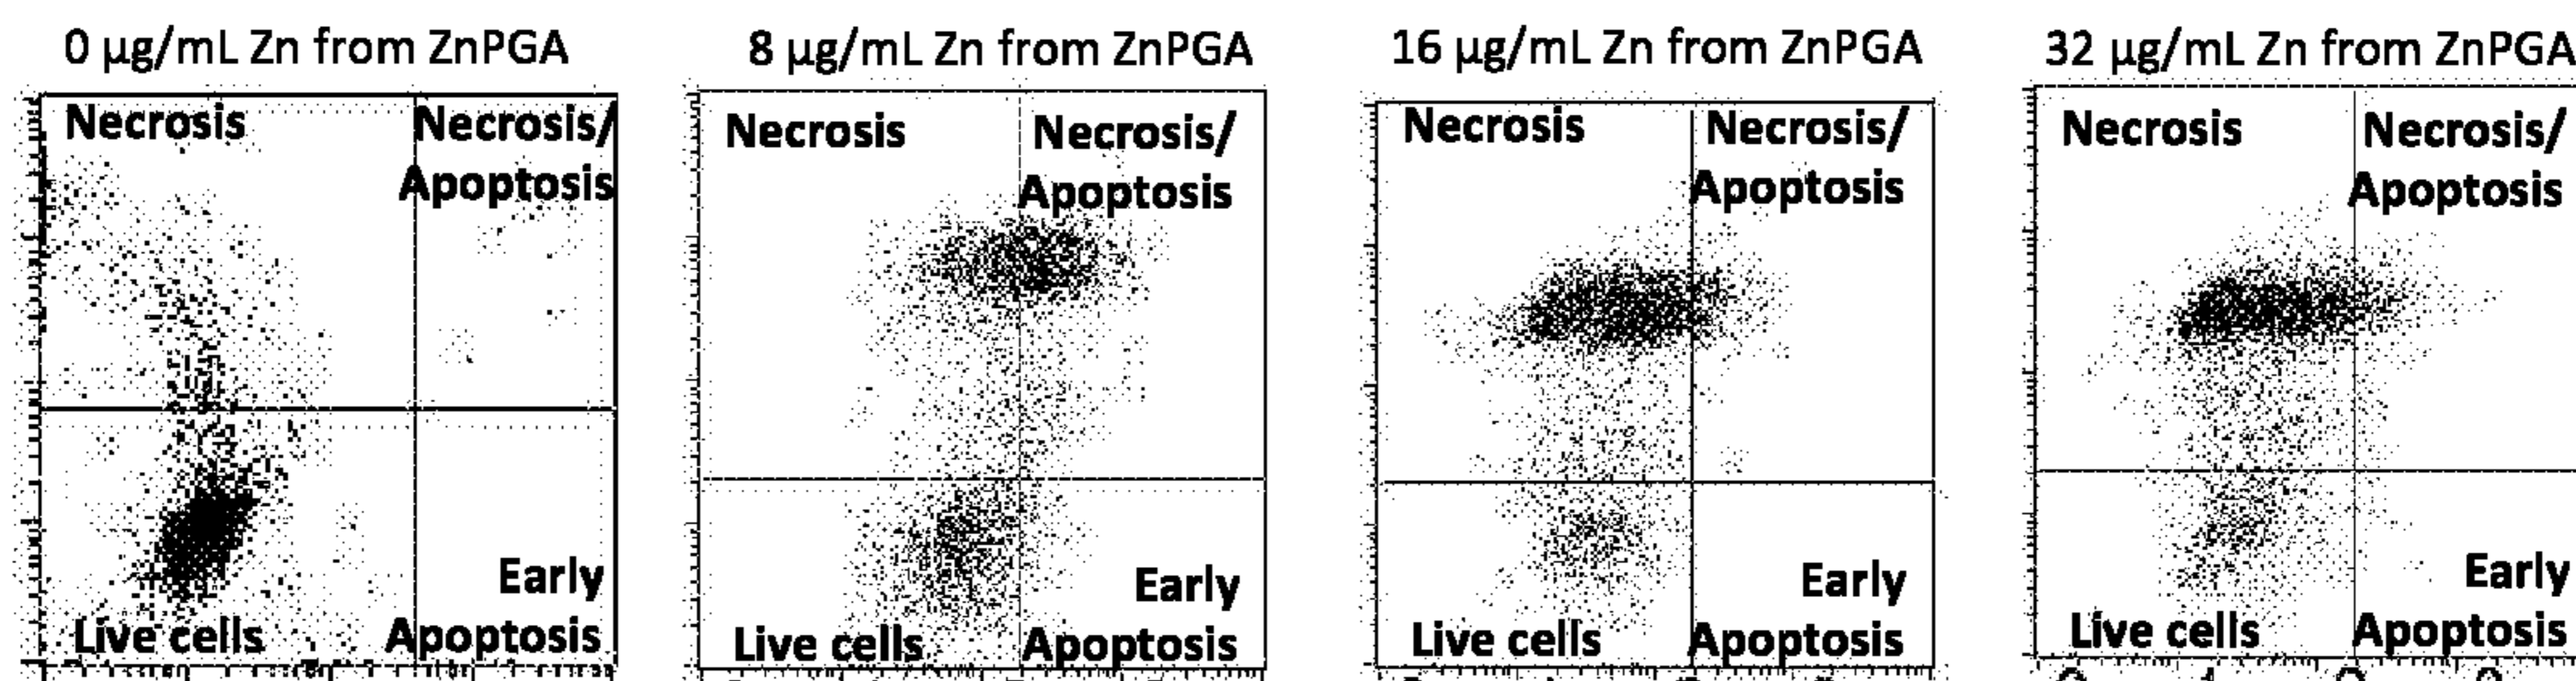 0 µg/mL Zn from ZnPGA
Necrosis
Necrosis/
Apoptosis
Live cells
Early
Apoptosis
8 µg/mL Zn from ZnPGA
Necrosis
Necrosis/
Apoptosis
Live cells
Early
Apoptosis
16 µg/mL Zn from ZnPGA
Necrosis
Necrosis/
Apoptosis
Live cells
Early
Apoptosis
32 µg/mL Zn from ZnPGA
Necrosis
Necrosis/
Apoptosis
Live cells
Early
Apoptosis